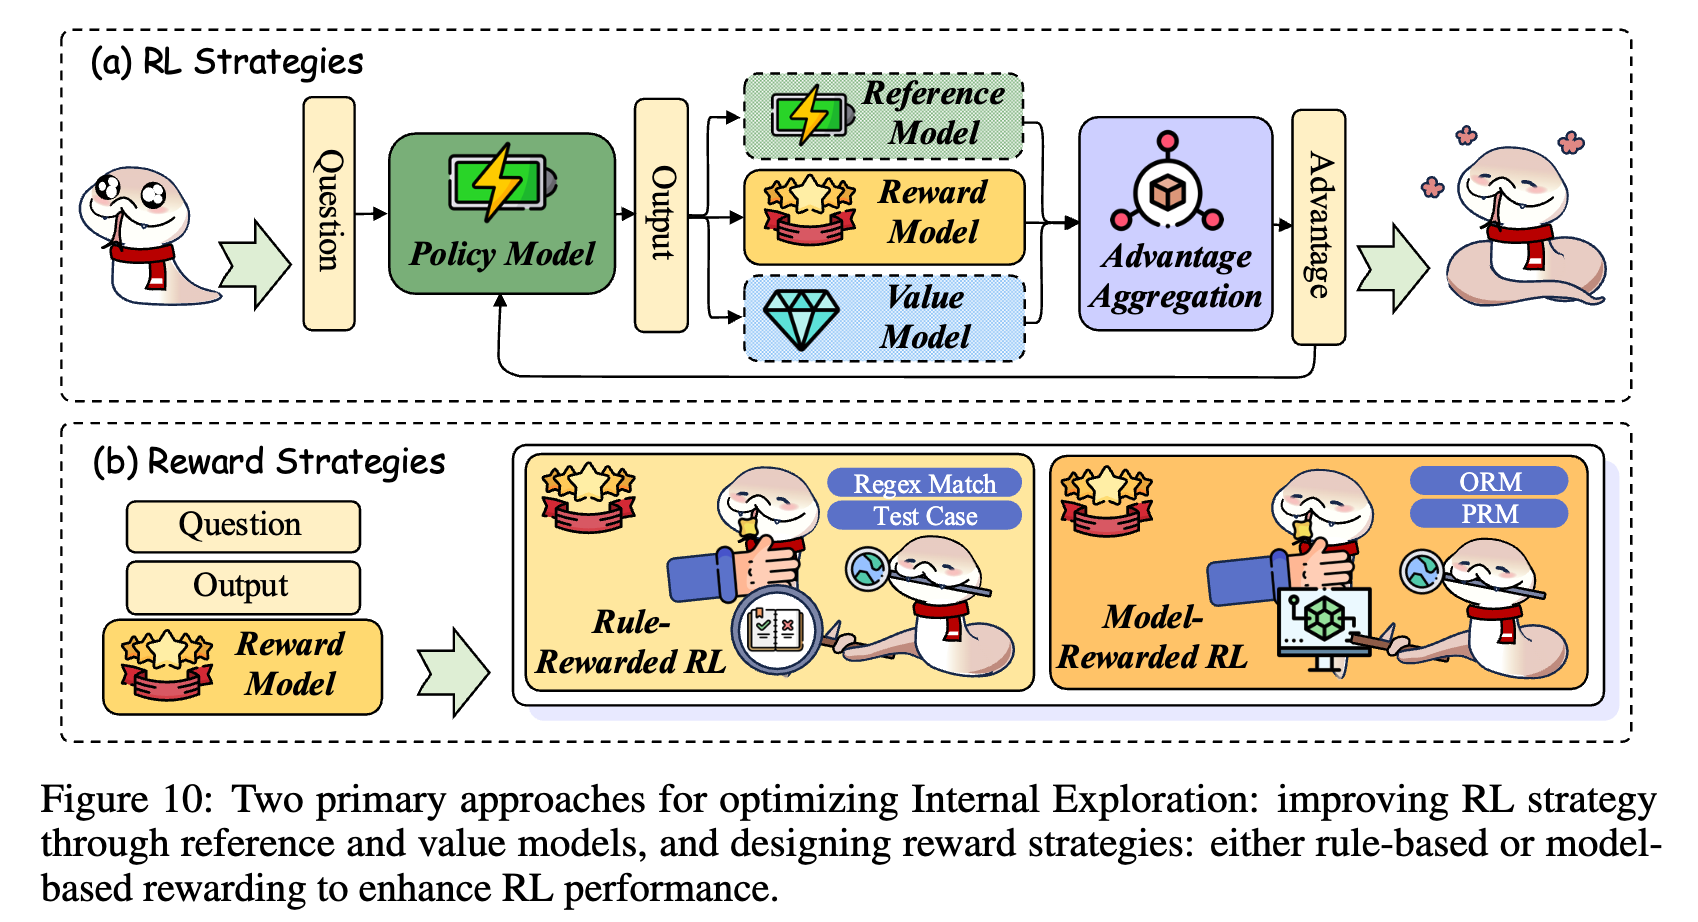 (a) RL Strategies
Question
Policy Model
Output
Reference
Model
Reward
Model
Value
Model
Advantage
Aggregation
Advantage
(b) Reward Strategies
Question
Output
Reward
Model
Regex Match
Test Case
Rule-
Rewarded RL
ORM
PRM
Model-
Rewarded RL
Figure 10: Two primary approaches for optimizing Internal Exploration: improving RL strategy
through reference and value models, and designing reward strategies: either rule-based or model-
based rewarding to enhance RL performance.